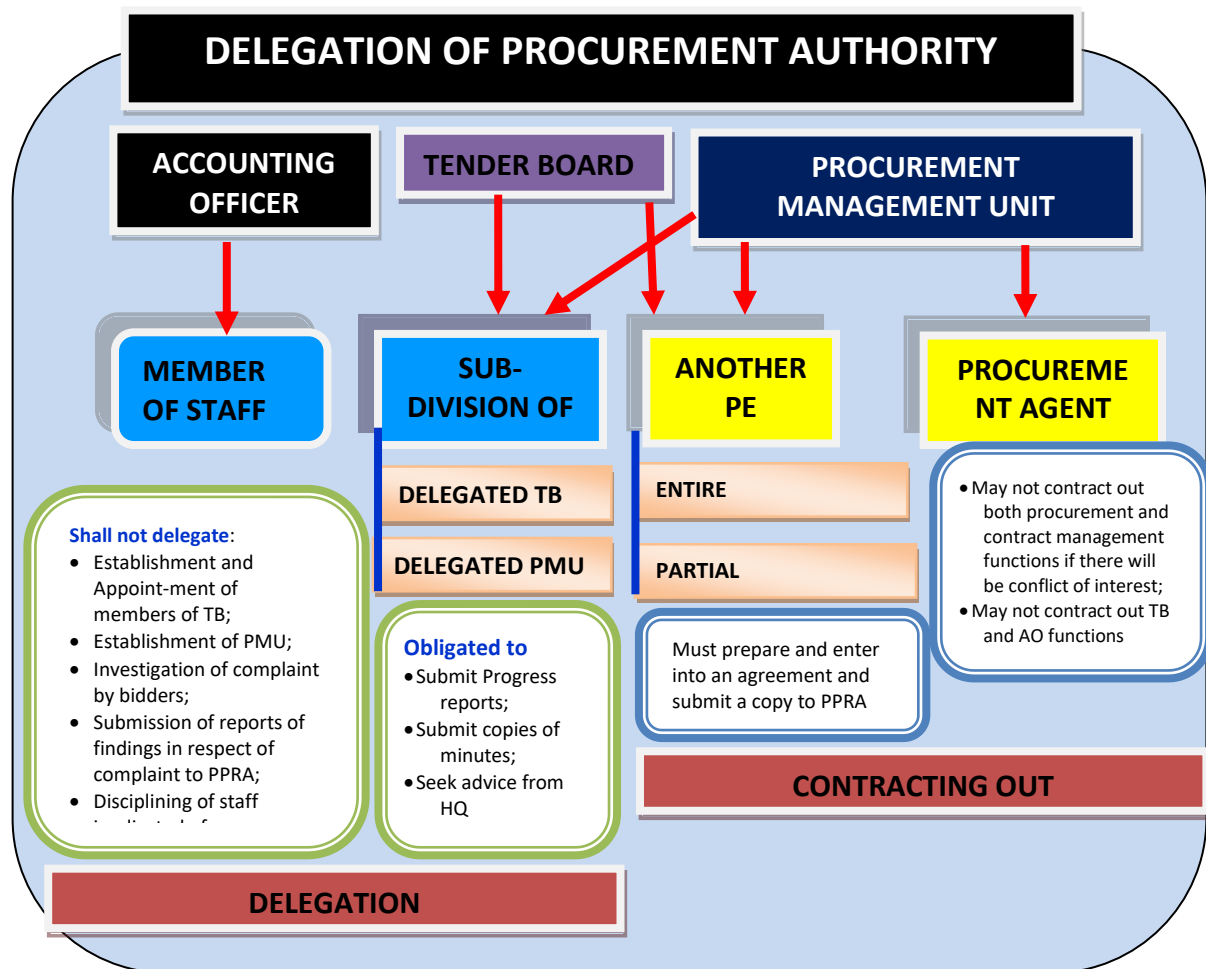 DELEGATION OF PROCUREMENT AUTHORITY
ACCOUNTING
OFFICER
TENDER BOARD
PROCUREMENT
MANAGEMENT UNIT
MEMBER
OF STAFF
SUB-
DIVISION OF
ANOTHER
PE
PROCUREME
NT AGENT
DELEGATED TB
DELEGATED PMU
ENTIRE
PARTIAL
Shall not delegate:
• Establishment and
Appoint-ment of
members of TB;
• Establishment of PMU;
• Investigation of complaint
by bidders;
• Submission of reports of
findings in respect of
complaint to PPRA;
• Disciplining of staff
Obligated to
• Submit Progress
reports;
• Submit copies of
minutes;
• Seek advice from
HQ
Must prepare and enter
into an agreement and
submit a copy to PPRA
• May not contract out
both procurement and
contract management
functions if there will
be conflict of interest;
• May not contract out TB
and AO functions
CONTRACTING OUT
DELEGATION